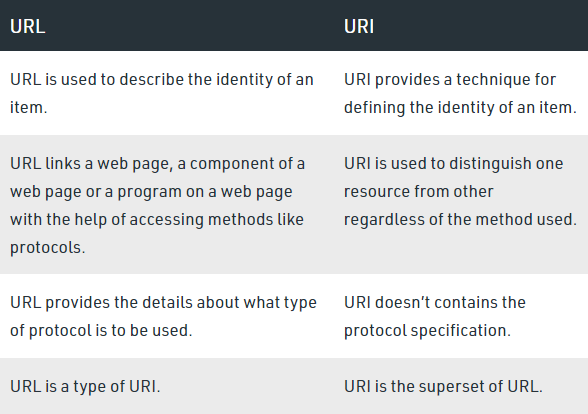 URL
URI
URL is used to describe the identity of an
item.
URI provides a technique for
defining the identity of an item.
URL links a web page, a component of a
web page or a program on a web page
with the help of accessing methods like
protocols.
URI is used to distinguish one
resource from other
regardless of the method used.
URL provides the details about what type
of protocol is to be used.
URI doesn’t contains the
protocol specification.
URL is a type of URI.
URI is the superset of URL.